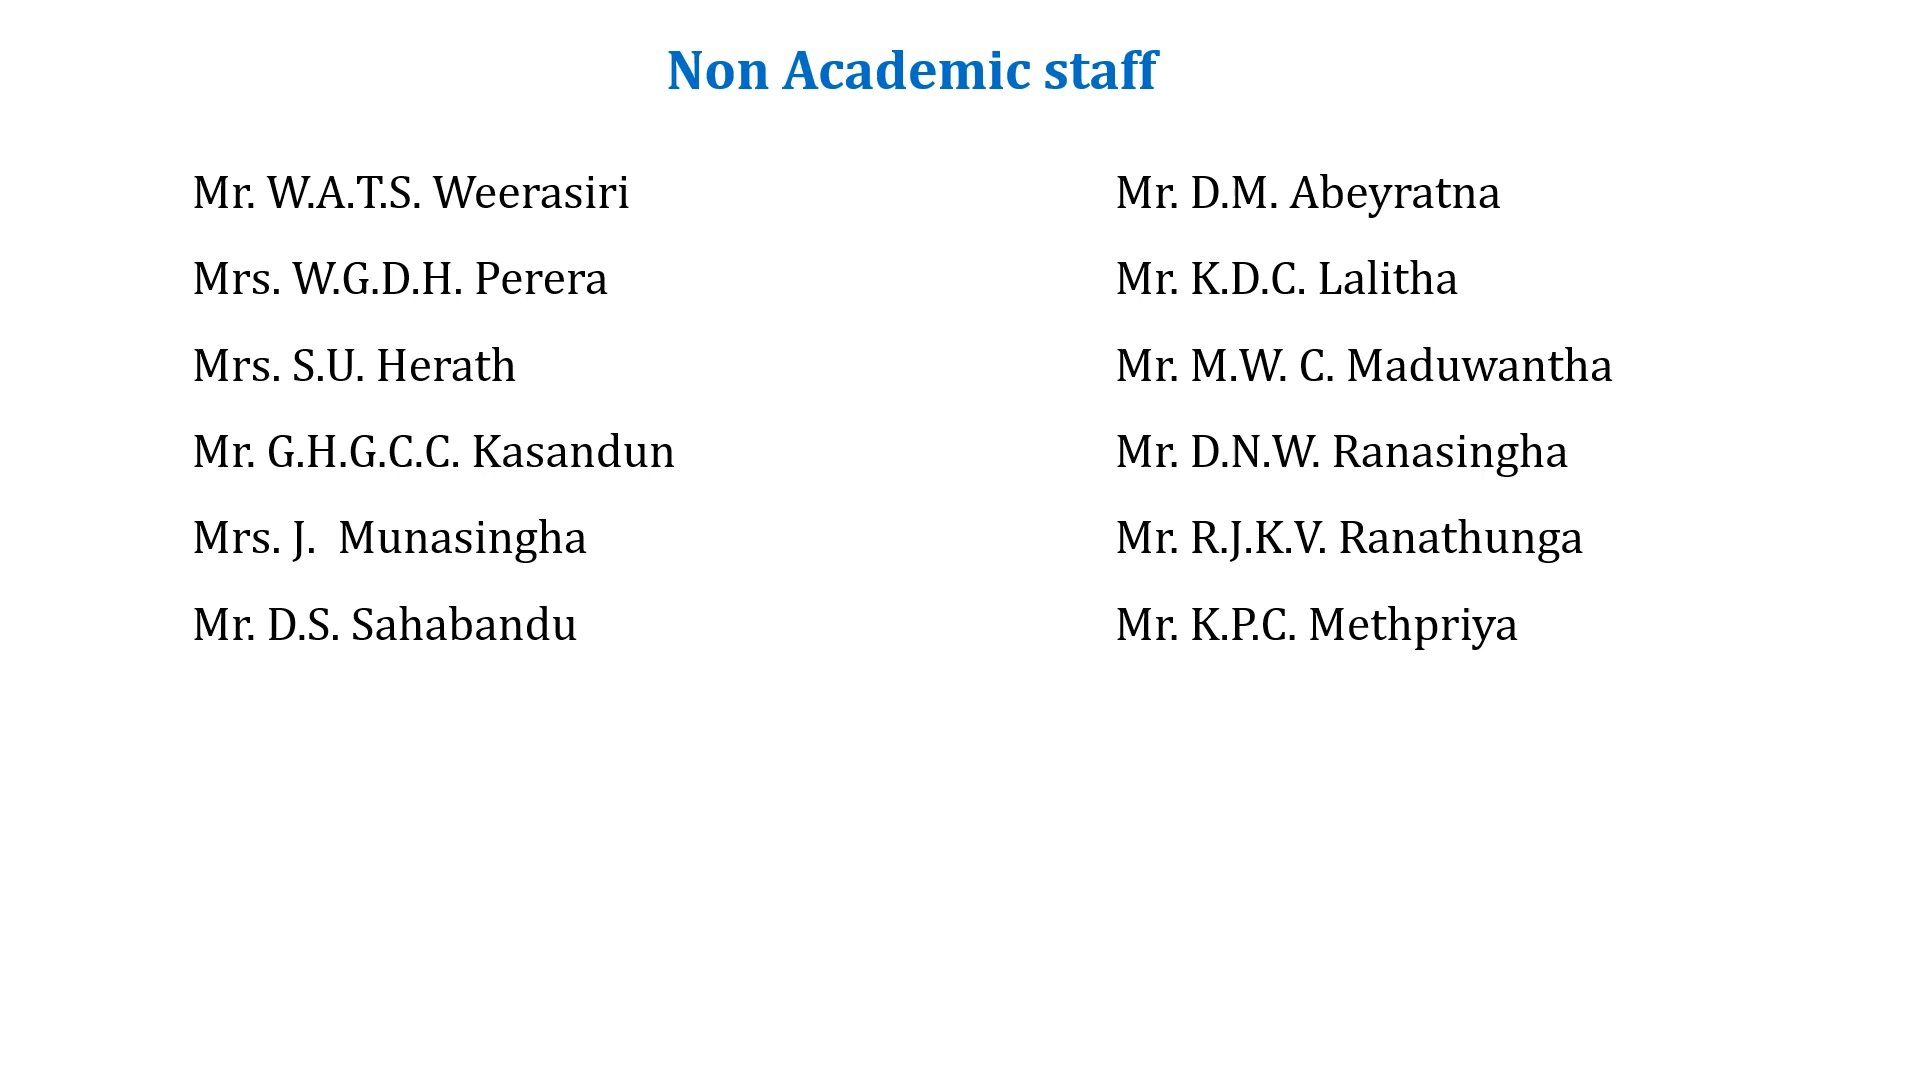 Non Academic staff
Mr. W.A.T.S. Weerasiri
Mrs. W.G.D.H. Perera
Mrs. S.U. Herath
Mr. G.H.G.C.C. Kasandun
Mrs. J.  Munasingha
Mr. D.S. Sahabandu
Mr. D.M. Abeyratna
Mr. K.D.C. Lalitha
Mr. M.W. C. Maduwantha
Mr. D.N.W. Ranasingha
Mr. R.J.K.V. Ranathunga
Mr. K.P.C. Methpriya